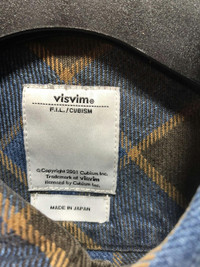 visvim®
F.I.L./CUBISM
© Copyright 2001 Cubism Inc.
Trademark of visvim
licensed by Cubism Inc.
MADE IN JAPAN